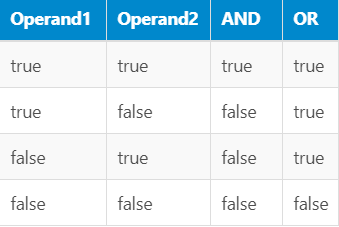 Operand1 Operand2 AND OR
true true true true
true false false true
false true false true
false false false false